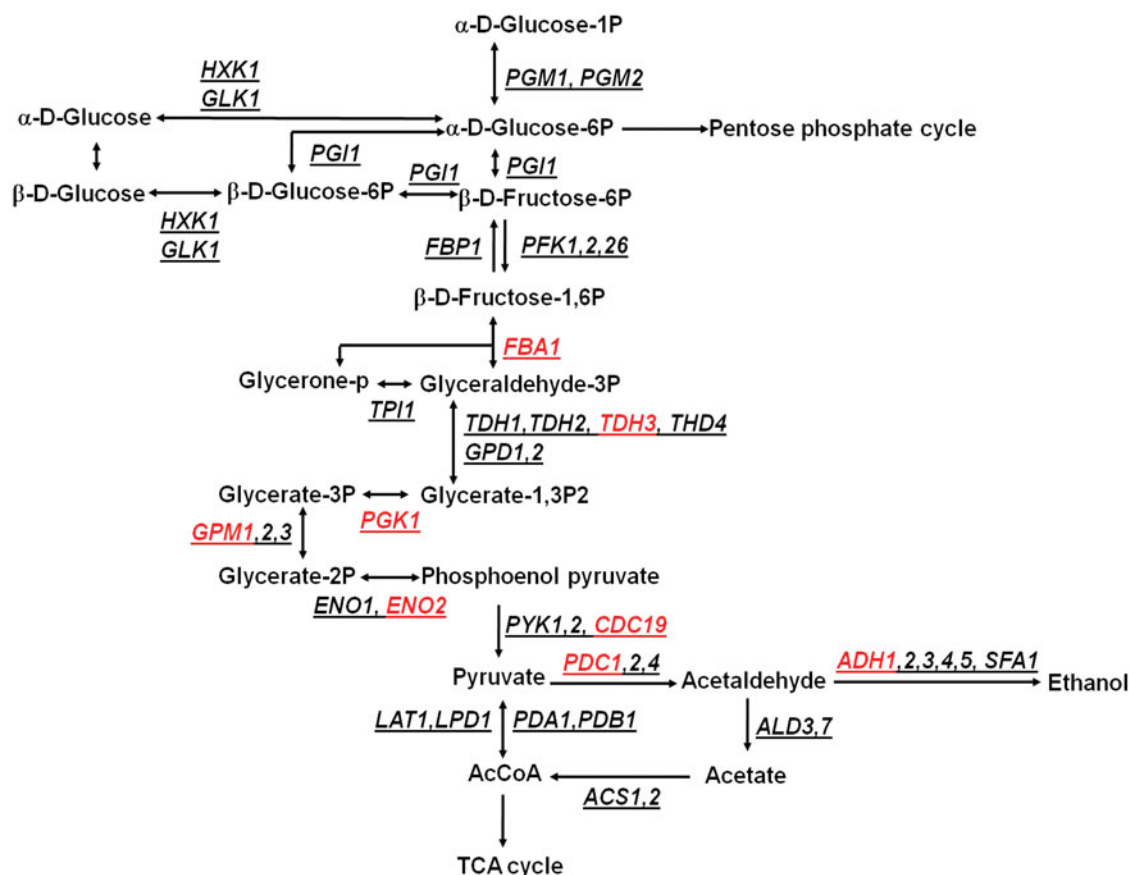 α-D-Glucose-1P
HXK1
GLK1
PGM1, PGM2
α-D-Glucose
α-D-Glucose-6P
Pentose phosphate cycle
PGI1
PGI1
PGI1
β-D-Glucose
β-D-Glucose-6P
β-D-Fructose-6P
HXK1
GLK1
FBP1
PFK1,2,26
β-D-Fructose-1,6P
FBA1
Glycerone-p
Glyceraldehyde-3P
TPI1
TDH1,TDH2, TDH3, THD4
GPD1,2
Glycerate-3P
Glycerate-1,3P2
PGK1
GPM1,2,3
Glycerate-2P
Phosphoenol pyruvate
ENO1, ENO2
PYK1,2, CDC19
PDC1,2,4
ADH1,2,3,4,5, SFA1
Pyruvate
Acetaldehyde
Ethanol
LAT1,LPD1
PDA1,PDB1
ALD3,7
AcCoA
Acetate
ACS1,2
TCA cycle